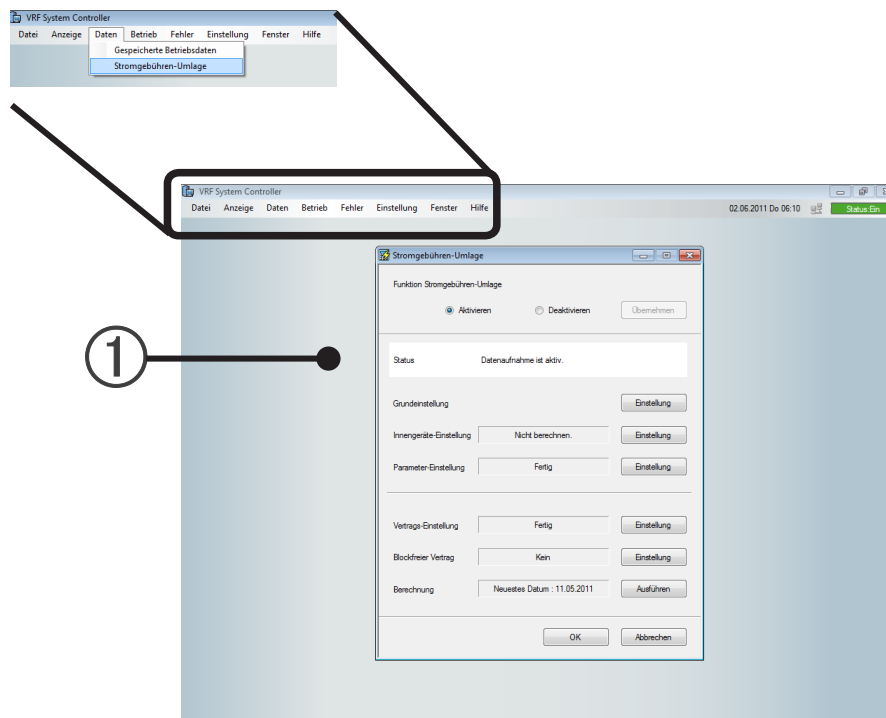 VRF System Controller
Datei Anzeige Daten Betrieb Fehler Einstellung Fenster Hilfe
Gespeicherte Betriebsdaten
Stromgebühren-Umlage
VRF System Controller
Datei Anzeige Daten Betrieb Fehler Einstellung Fenster Hilfe 02.06.2011 Do 06:10 Status:Ein
Stromgebühren-Umlage
Funktion Stromgebühren-Umlage
Aktivieren Deaktivieren Übernehmen
①
Status Datenaufnahme ist aktiv.
Grundeinstellung Einstellung
Innengeräte-Einstellung Nicht berechnen. Einstellung
Parameter-Einstellung Fertig Einstellung
Vertrags-Einstellung Fertig Einstellung
Blockfreier Vertrag Kein Einstellung
Berechnung Neuestes Datum : 11.05.2011 Ausführen
OK Abbrechen